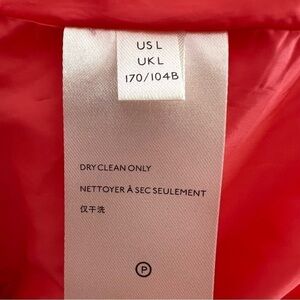 US L
UK L
170/104B
DRY CLEAN ONLY
NETTOYER À SEC SEULEMENT
仅干洗
P